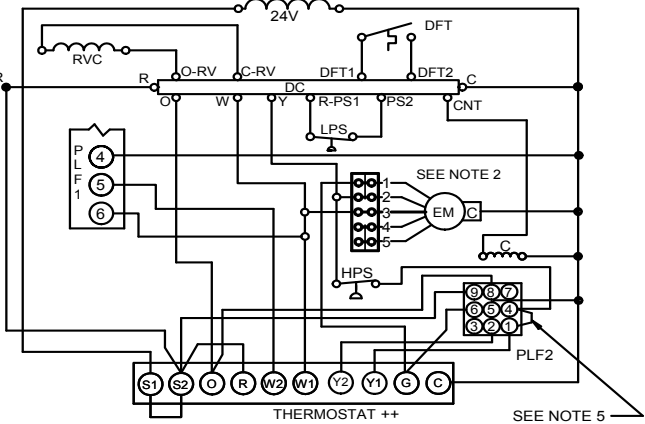 24V
DFT
RVC
O-RV
C-RV
DFT1
DFT2
R
R
DC
C
O
W
Y
R-PS1
PS2
CNT
LPS
P
L
F
1
4
5
6
SEE NOTE 2
1
2
3
4
5
EM
C
C
HPS
9 8 7
6 5 4
3 2 1
PLF2
S1 S2 O R W2 W1 Y2 Y1 G C
THERMOSTAT ++
SEE NOTE 5